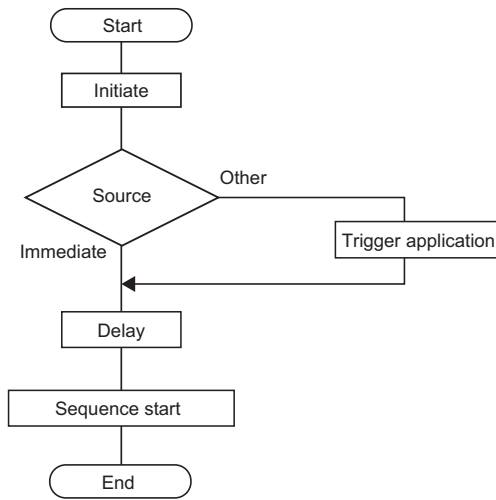 Start
Initiate
Source
Other
Immediate
Trigger application
Delay
Sequence start
End